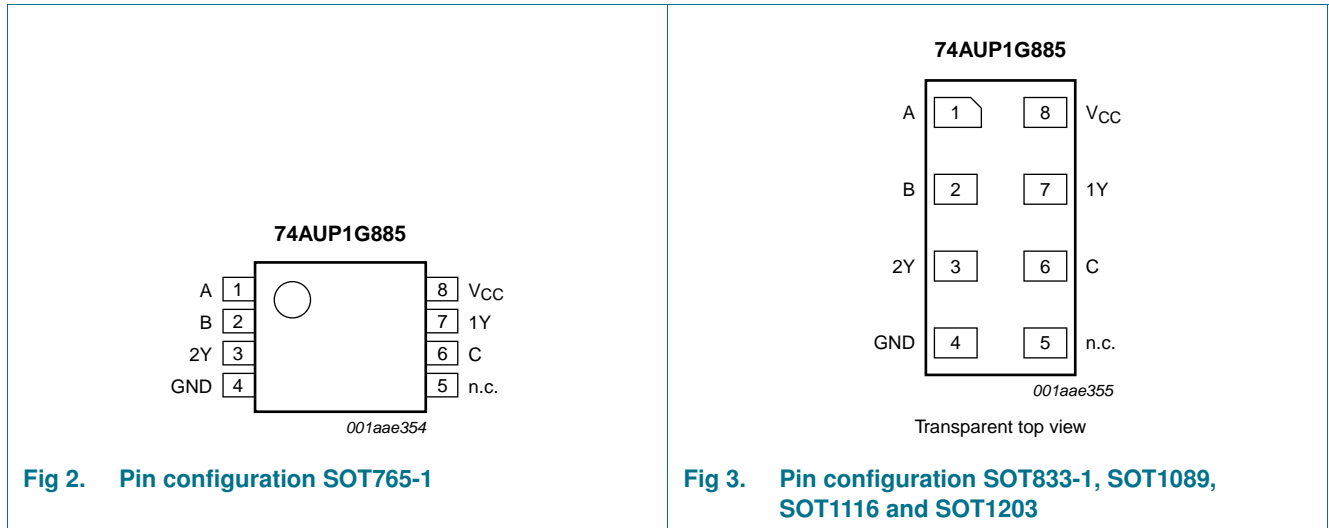 74AUP1G885
A 1 8 VCC
B 2 7 1Y
2Y 3 6 C
GND 4 5 n.c.
001aae354
Fig 2. Pin configuration SOT765-1
74AUP1G885
A 1 8 VCC
B 2 7 1Y
2Y 3 6 C
GND 4 5 n.c.
001aae355
Transparent top view
Fig 3. Pin configuration SOT833-1, SOT1089,
SOT1116 and SOT1203